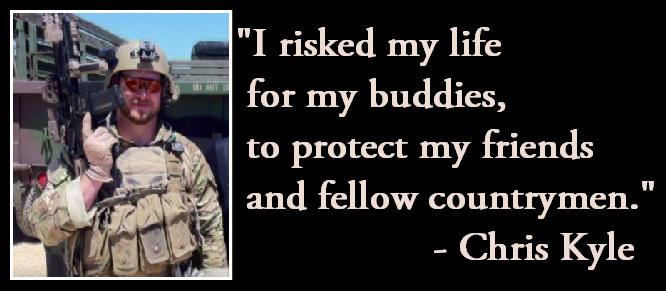 "I risked my life
for my buddies,
to protect my friends
and fellow countrymen."
- Chris Kyle